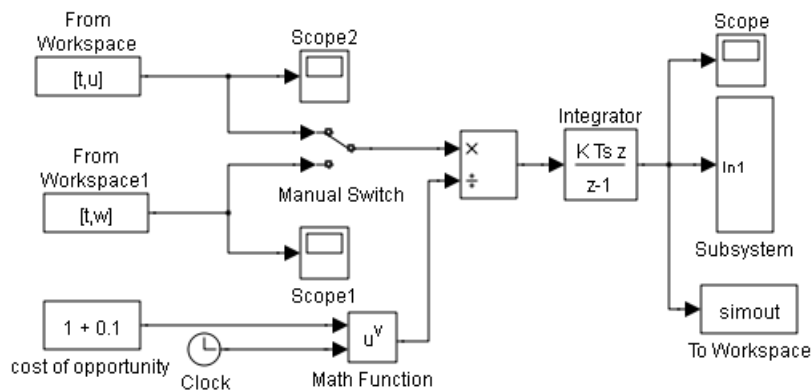 From
Workspace
[t,u]
Scope2
Scope
From
Workspace1
[t,w]
Manual Switch
×
÷
Integrator
K Ts z
z-1
In1
Subsystem
Scope1
1 + 0.1
cost of opportunity
Clock
u^v
Math Function
simout
To Workspace